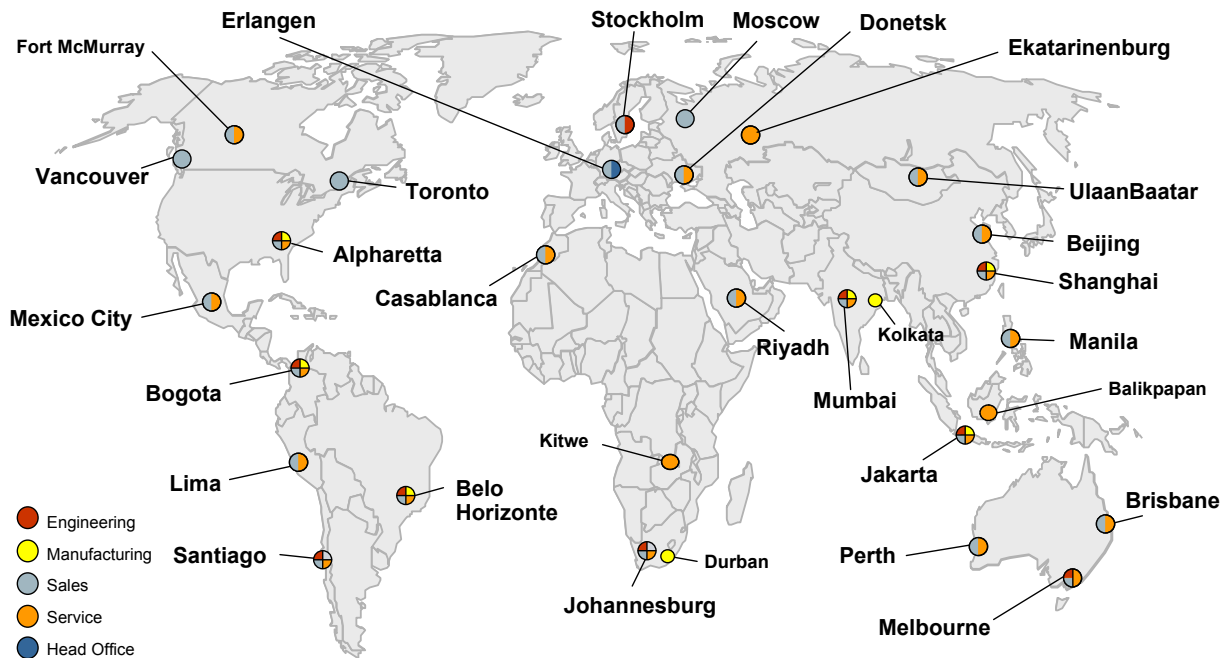 Erlangen
Stockholm
Moscow
Donetsk
Fort McMurray
Ekatarinenburg
Vancouver
Toronto
UlaanBaatar
Alpharetta
Beijing
Casablanca
Shanghai
Mexico City
Riyadh
Kolkata
Manila
Bogota
Mumbai
Balikpapan
Kitwe
Lima
Belo
Horizonte
Jakarta
Brisbane
Engineering
Manufacturing
Santiago
Durban
Perth
Sales
Johannesburg
Service
Melbourne
Head Office